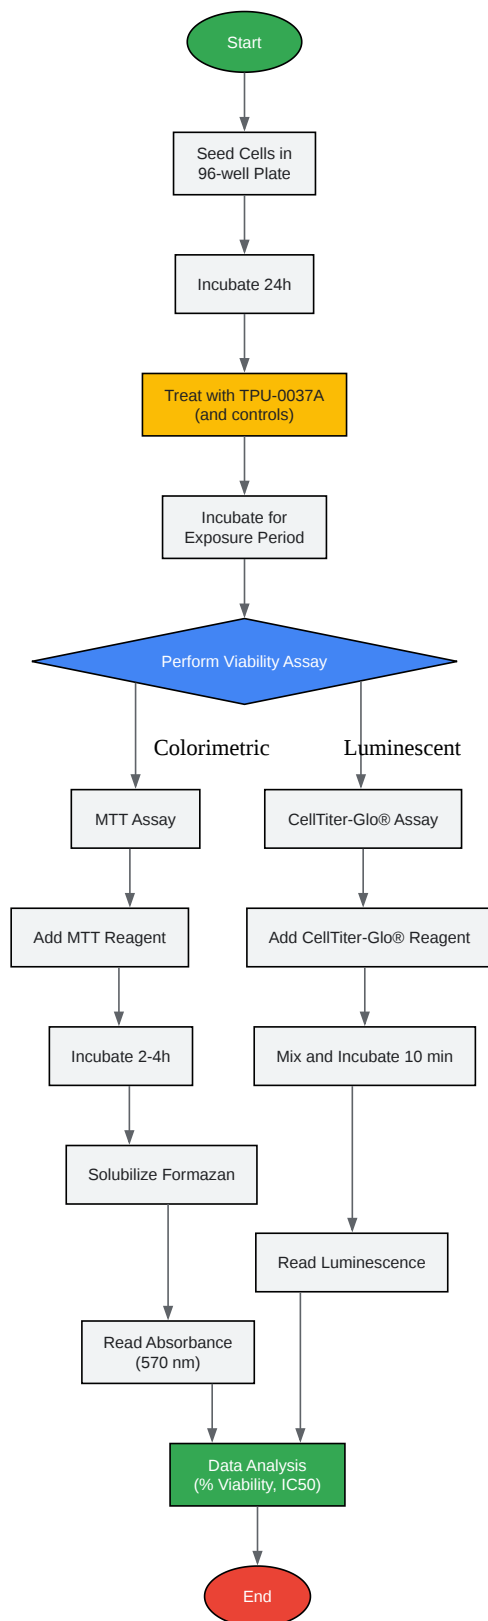 Start
Seed Cells in
96-well Plate
Incubate 24h
Treat with TPU-0037A
(and controls)
Incubate for
Exposure Period
Perform Viability Assay
Colorimetric
Luminescent
MTT Assay
CellTiter-Glo® Assay
Add MTT Reagent
Add CellTiter-Glo® Reagent
Incubate 2-4h
Mix and Incubate 10 min
Solubilize Formazan
Read Luminescence
Read Absorbance
(570 nm)
Data Analysis
(% Viability, IC50)
End